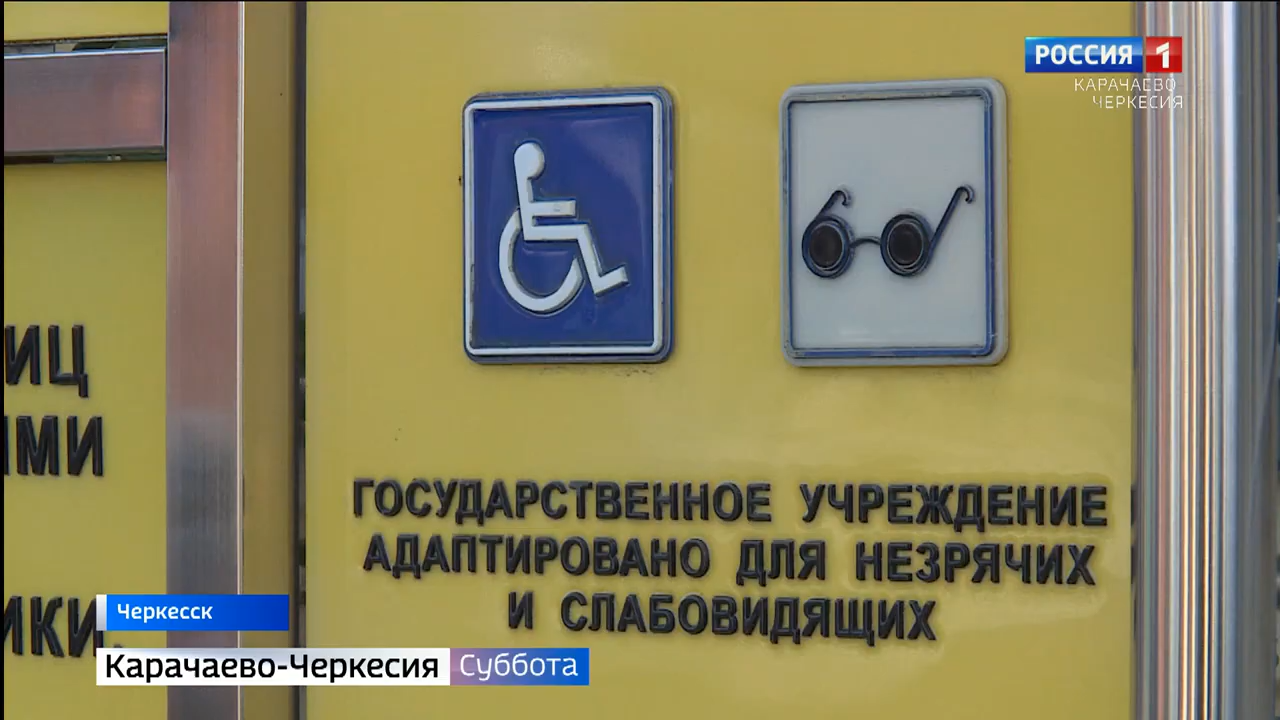 РОССИЯ 1
КАРАЧАЕВО
ЧЕРКЕСИЯ
ГОСУДАРСТВЕННОЕ УЧРЕЖДЕНИЕ
АДАПТИРОВАНО ДЛЯ НЕЗРЯЧИХ
И СЛАБОВИДЯЩИХ
Черкесск
Карачаево-Черкесия Суббота